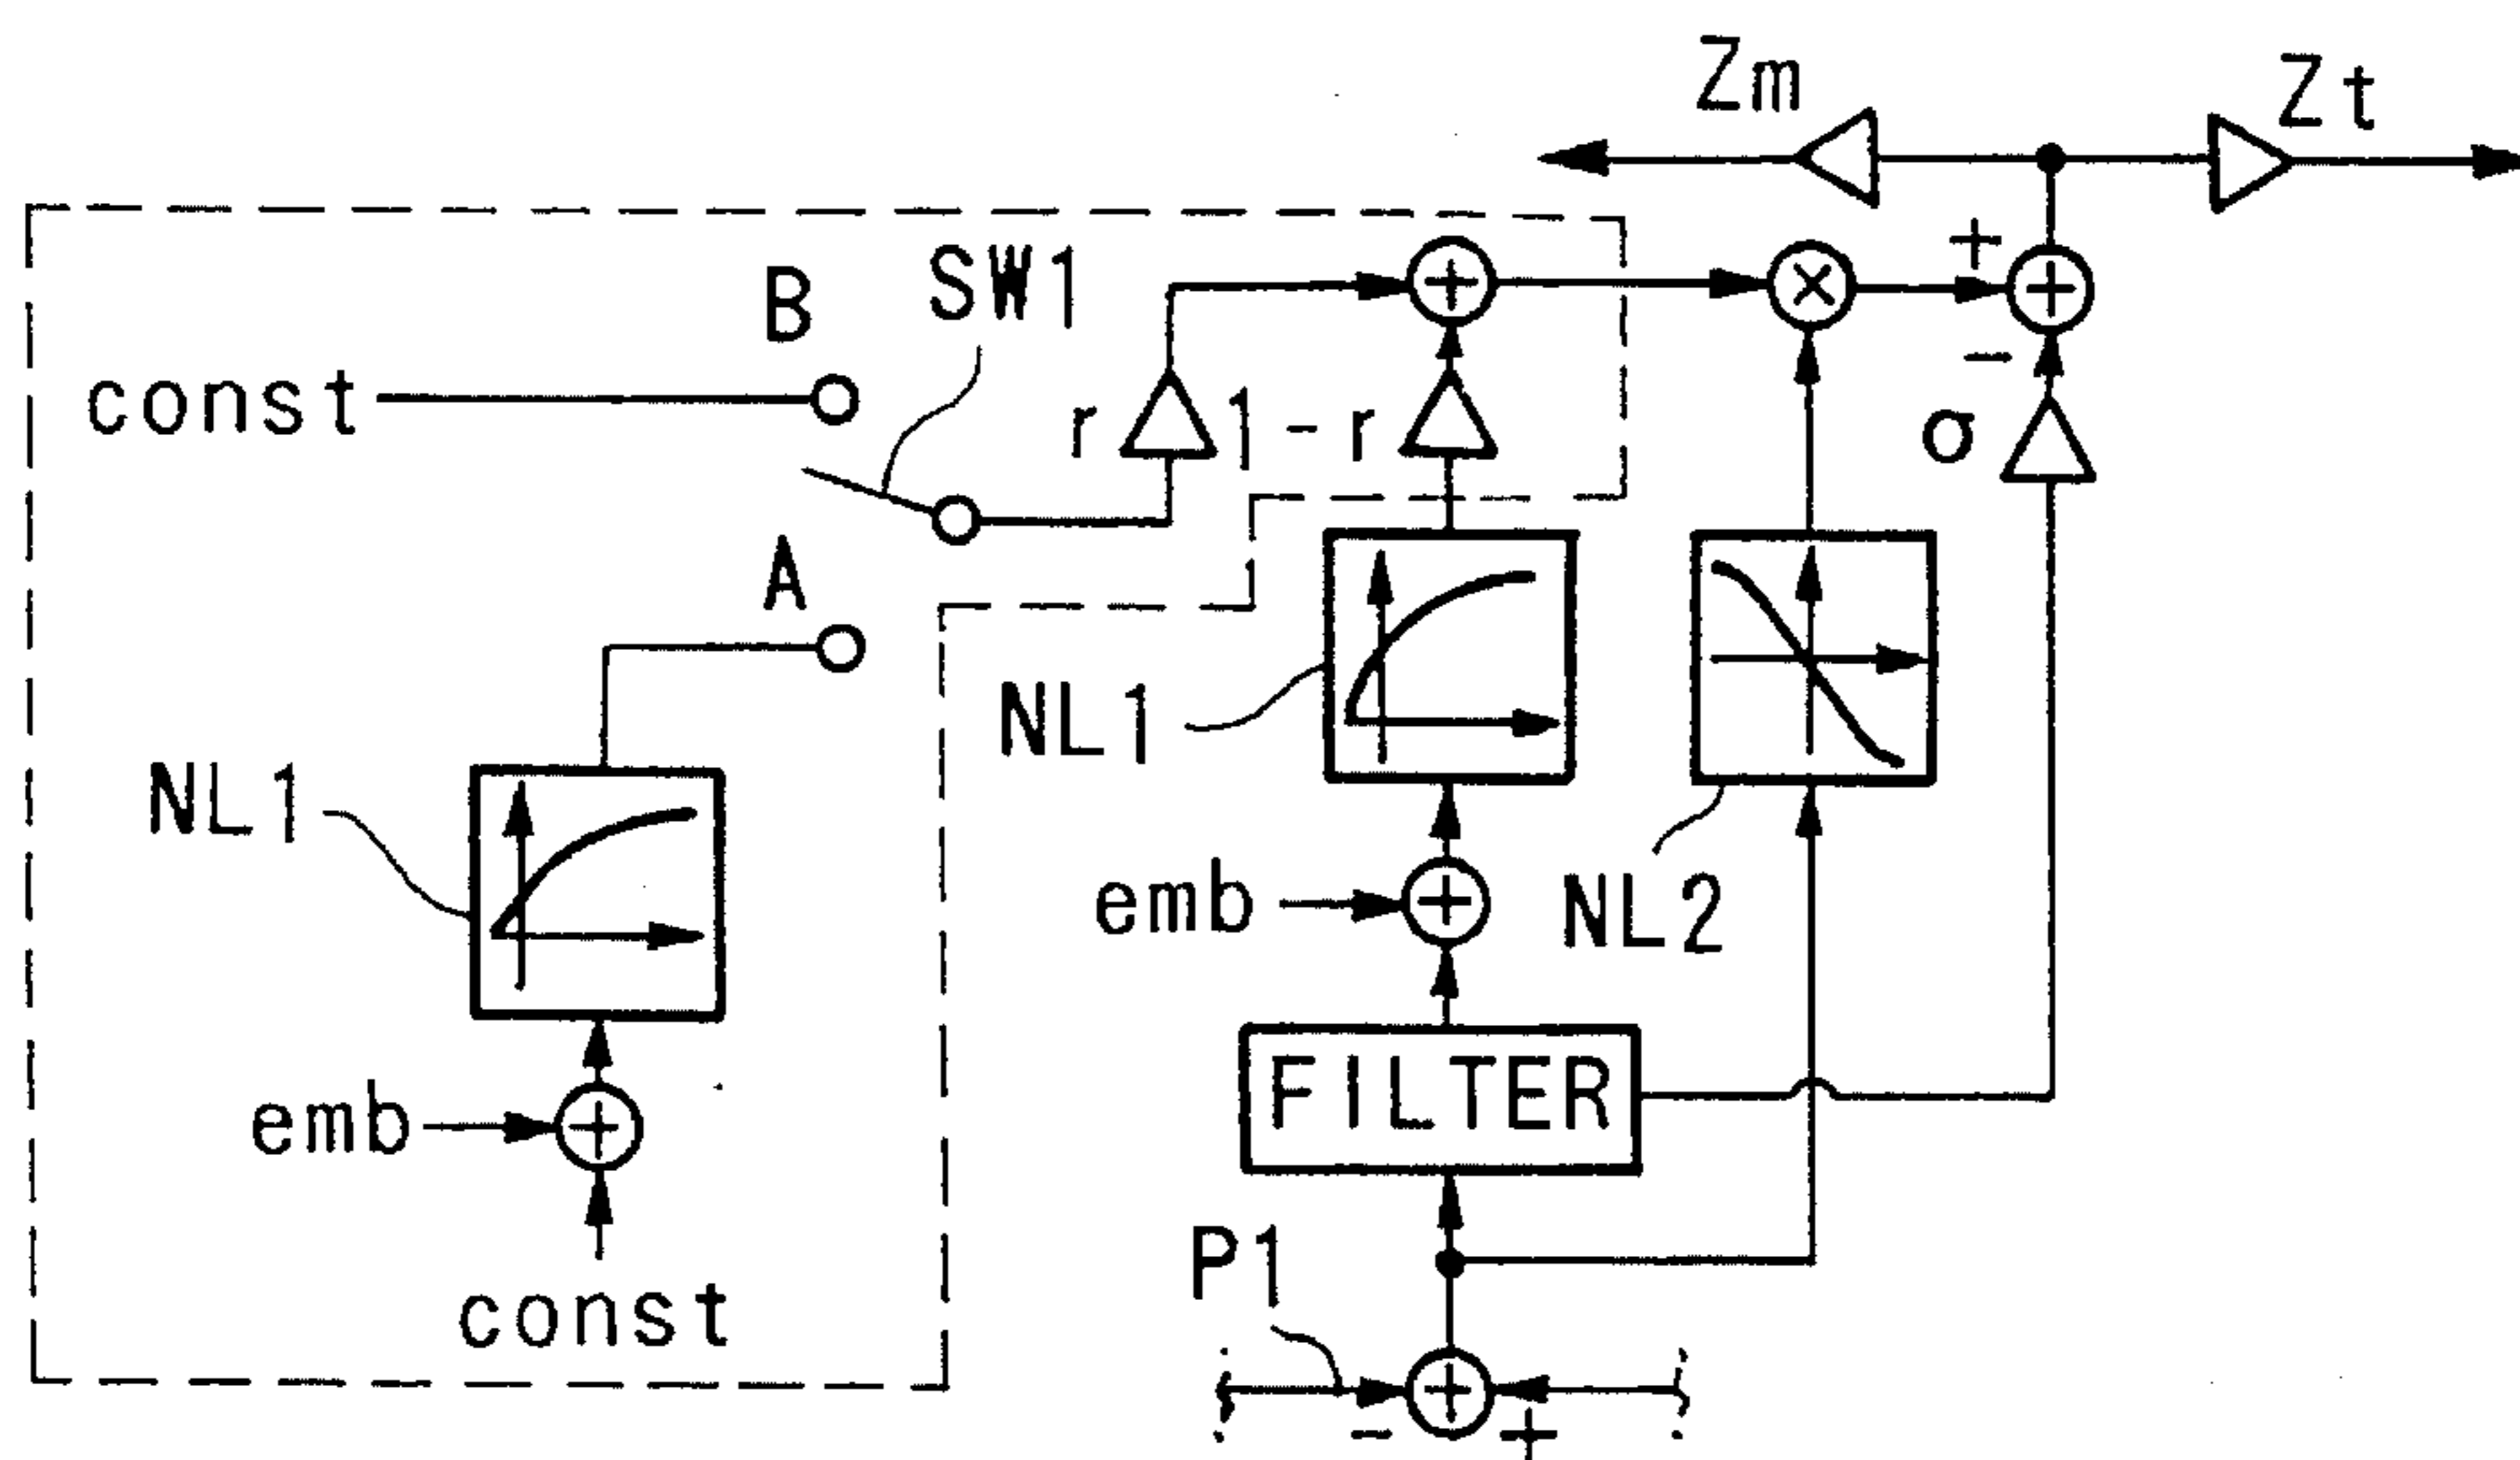 Zm
Zt
SW1
B
const
r
1-r
σ
+
-
A
NL1
NL1
NL2
emb
emb
FILTER
P1
const
-
+